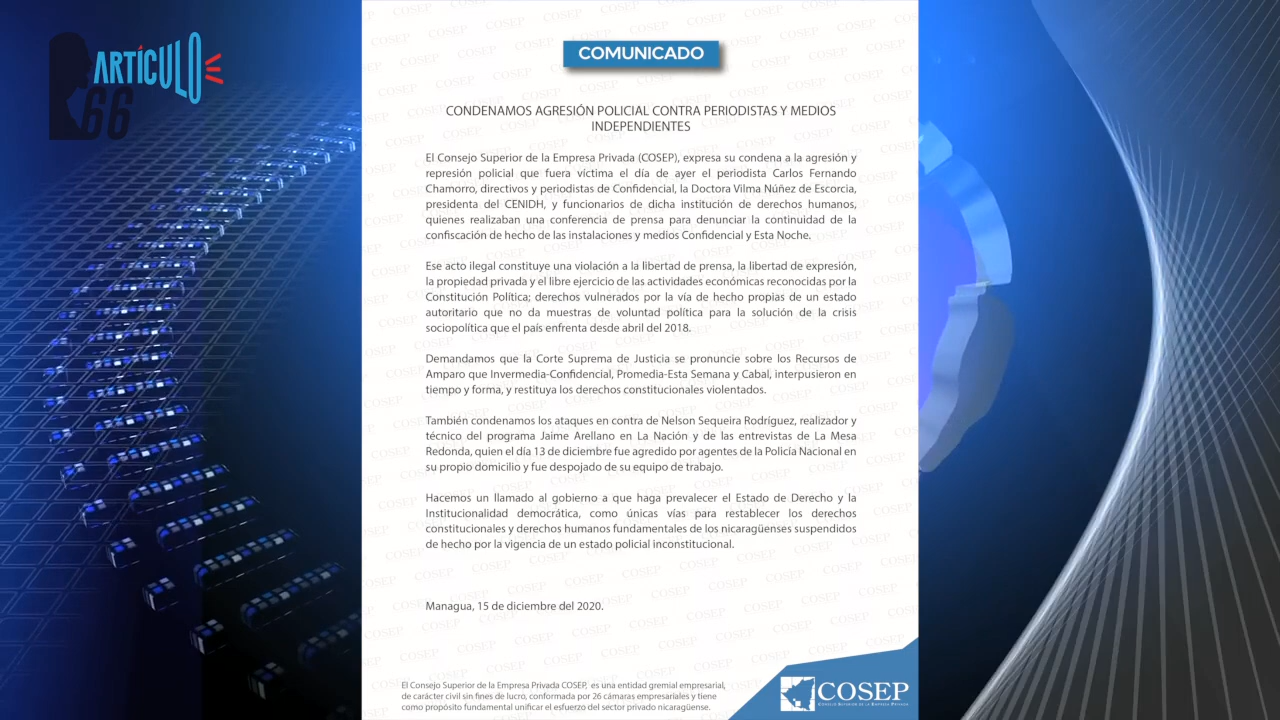 ARTÍCULO
66
COMUNICADO
CONDENAMOS AGRESIÓN POLICIAL CONTRA PERIODISTAS Y MEDIOS
INDEPENDIENTES
El Consejo Superior de la Empresa Privada (COSEP), expresa su condena a la agresión y
represión policial que fuera víctima el día de ayer el periodista Carlos Fernando
Chamorro, directivos y periodistas de Confidencial, la Doctora Vilma Núñez de Escorcia,
presidenta del CENIDH, y funcionarios de dicha institución de derechos humanos,
quienes realizaban una conferencia de prensa para denunciar la continuidad de la
confiscación de hecho de las instalaciones y medios Confidencial y Esta Noche.
Ese acto ilegal constituye una violación a la libertad de prensa, la libertad de expresión,
la propiedad privada y el libre ejercicio de las actividades económicas reconocidas por la
Constitución Política; derechos vulnerados por la vía de hecho propias de un estado
autoritario que no da muestras de voluntad política para la solución de la crisis
sociopolítica que el país enfrenta desde abril del 2018.
Demandamos que la Corte Suprema de Justicia se pronuncie sobre los Recursos de
Amparo que Invermedia-Confidencial, Promedia-Esta Semana y Cabal, interpusieron en
tiempo y forma, y restituya los derechos constitucionales violentados.
También condenamos los ataques en contra de Nelson Sequeira Rodríguez, realizador y
técnico del programa Jaime Arellano en La Nación y de las entrevistas de La Mesa
Redonda, quien el día 13 de diciembre fue agredido por agentes de la Policía Nacional en
su propio domicilio y fue despojado de su equipo de trabajo.
Hacemos un llamado al gobierno a que haga prevalecer el Estado de Derecho y la
Institucionalidad democrática, como únicas vías para restablecer los derechos
constitucionales y derechos humanos fundamentales de los nicaragüenses suspendidos
de hecho por la vigencia de un estado policial inconstitucional.
Managua, 15 de diciembre del 2020.
El Consejo Superior de la Empresa Privada COSEP, es una entidad gremial empresarial,
de carácter civil sin fines de lucro, conformada por 26 cámaras empresariales y tiene
como propósito fundamental unificar el esfuerzo del sector privado nicaragüense.
COSEP
Consejo Superior de la Empresa Privada